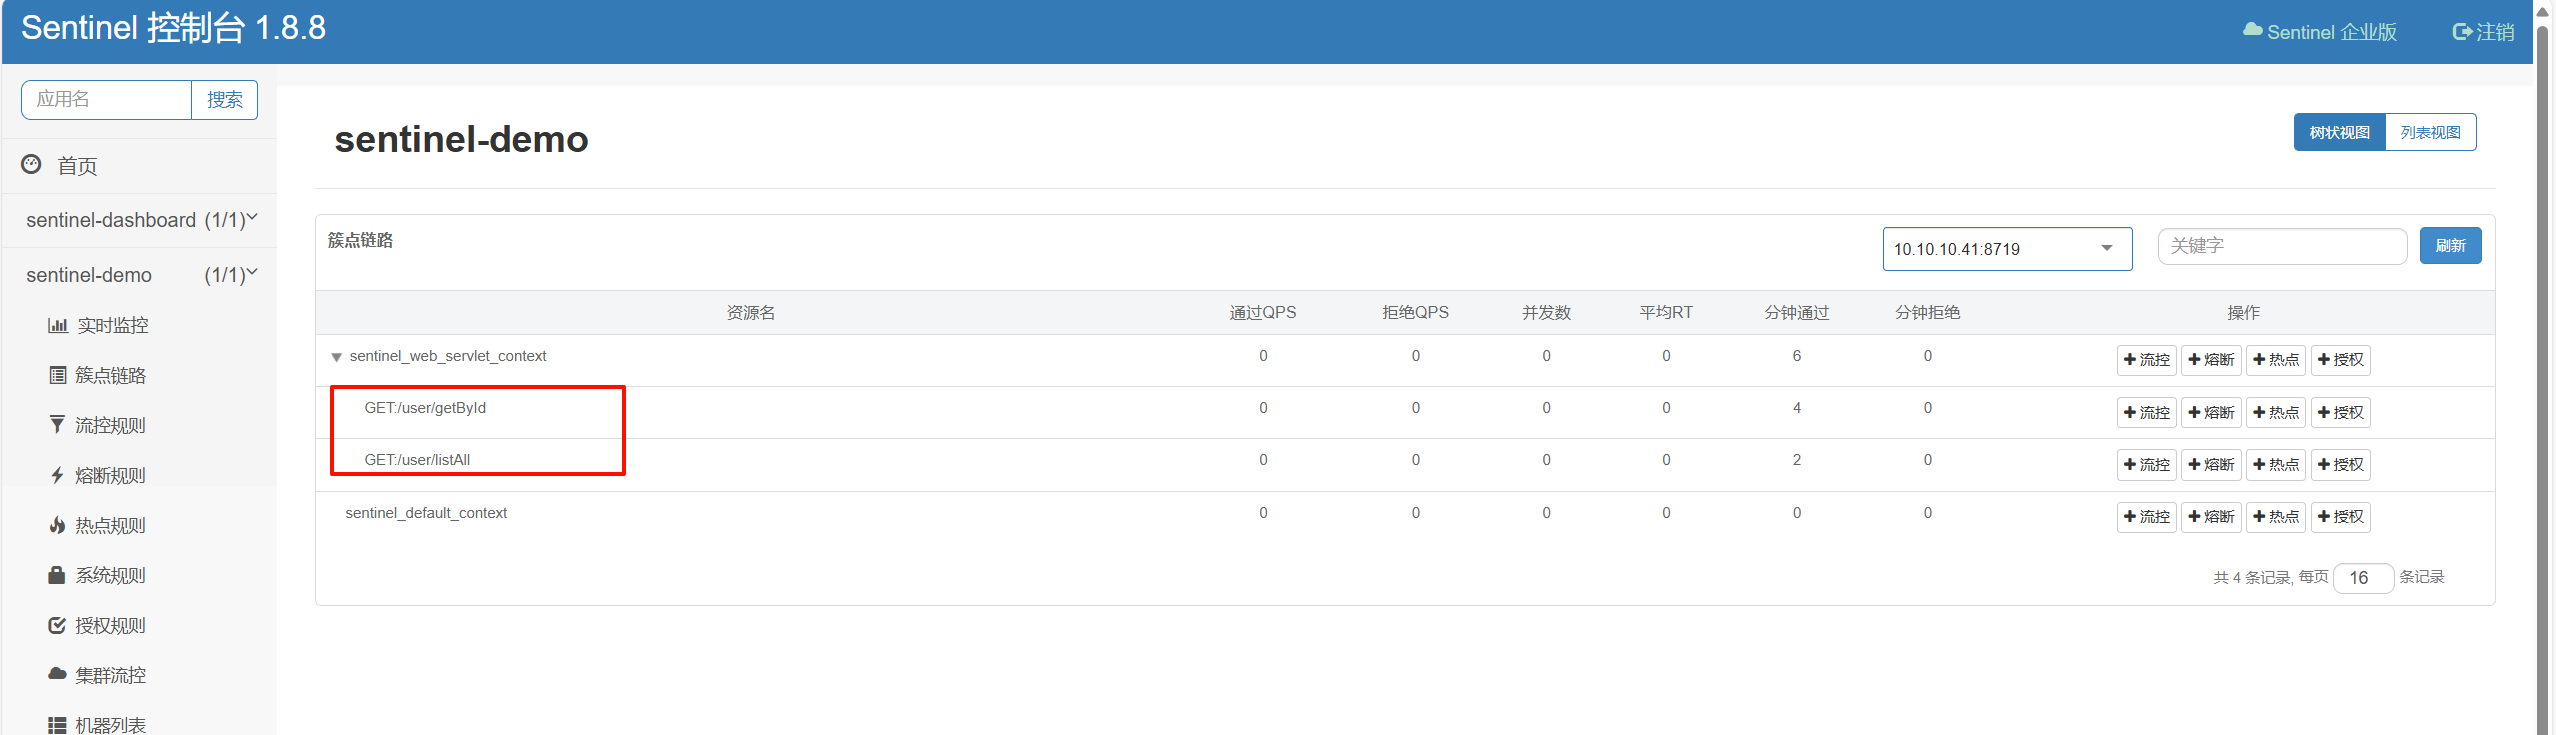 Sentinel 控制台 1.8.8
Sentinel 企业版
注销
应用名
搜索
首页
sentinel-dashboard (1/1)
sentinel-demo (1/1)
实时监控
簇点链路
流控规则
熔断规则
热点规则
系统规则
授权规则
集群流控
机器列表
sentinel-demo
树状视图 列表视图
簇点链路
10.10.10.41:8719
关键字
刷新
资源名 通过QPS 拒绝QPS 并发数 平均RT 分钟通过 分钟拒绝 操作
sentinel_web_servlet_context 0 0 0 0 6 0 流控 熔断 热点 授权
GET:/user/getById 0 0 0 0 4 0 流控 熔断 热点 授权
GET:/user/listAll 0 0 0 0 2 0 流控 熔断 热点 授权
sentinel_default_context 0 0 0 0 0 0 流控 熔断 热点 授权
共 4 条记录, 每页 16 条记录